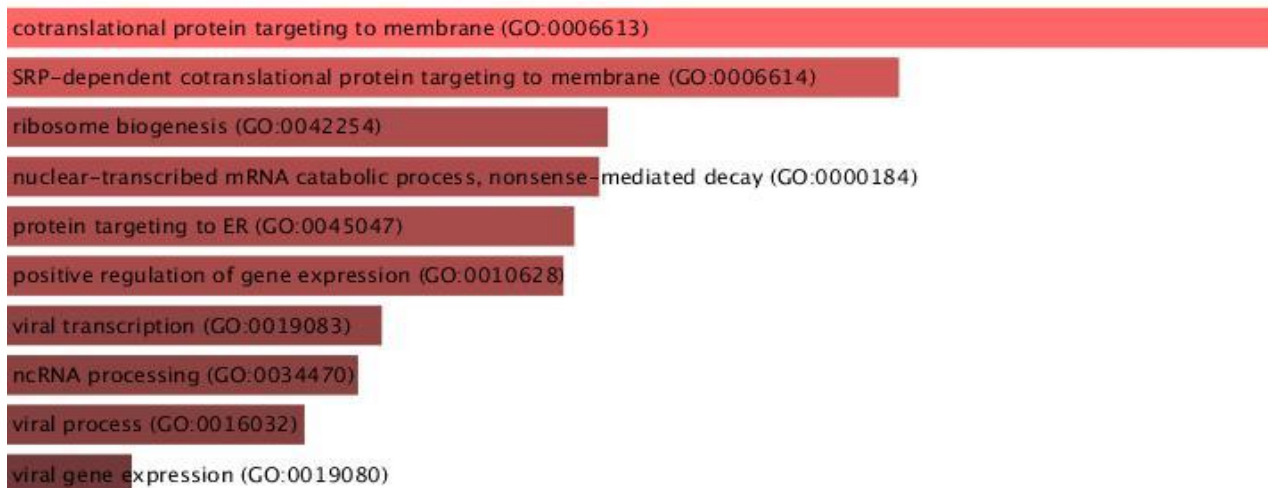 cotranslational protein targeting to membrane (GO:0006613)
SRP-dependent cotranslational protein targeting to membrane (GO:0006614)
ribosome biogenesis (GO:0042254)
nuclear-transcribed mRNA catabolic process, nonsense-mediated decay (GO:0000184)
protein targeting to ER (GO:0045047)
positive regulation of gene expression (GO:0010628)
viral transcription (GO:0019083)
ncRNA processing (GO:0034470)
viral process (GO:0016032)
viral gene expression (GO:0019080)